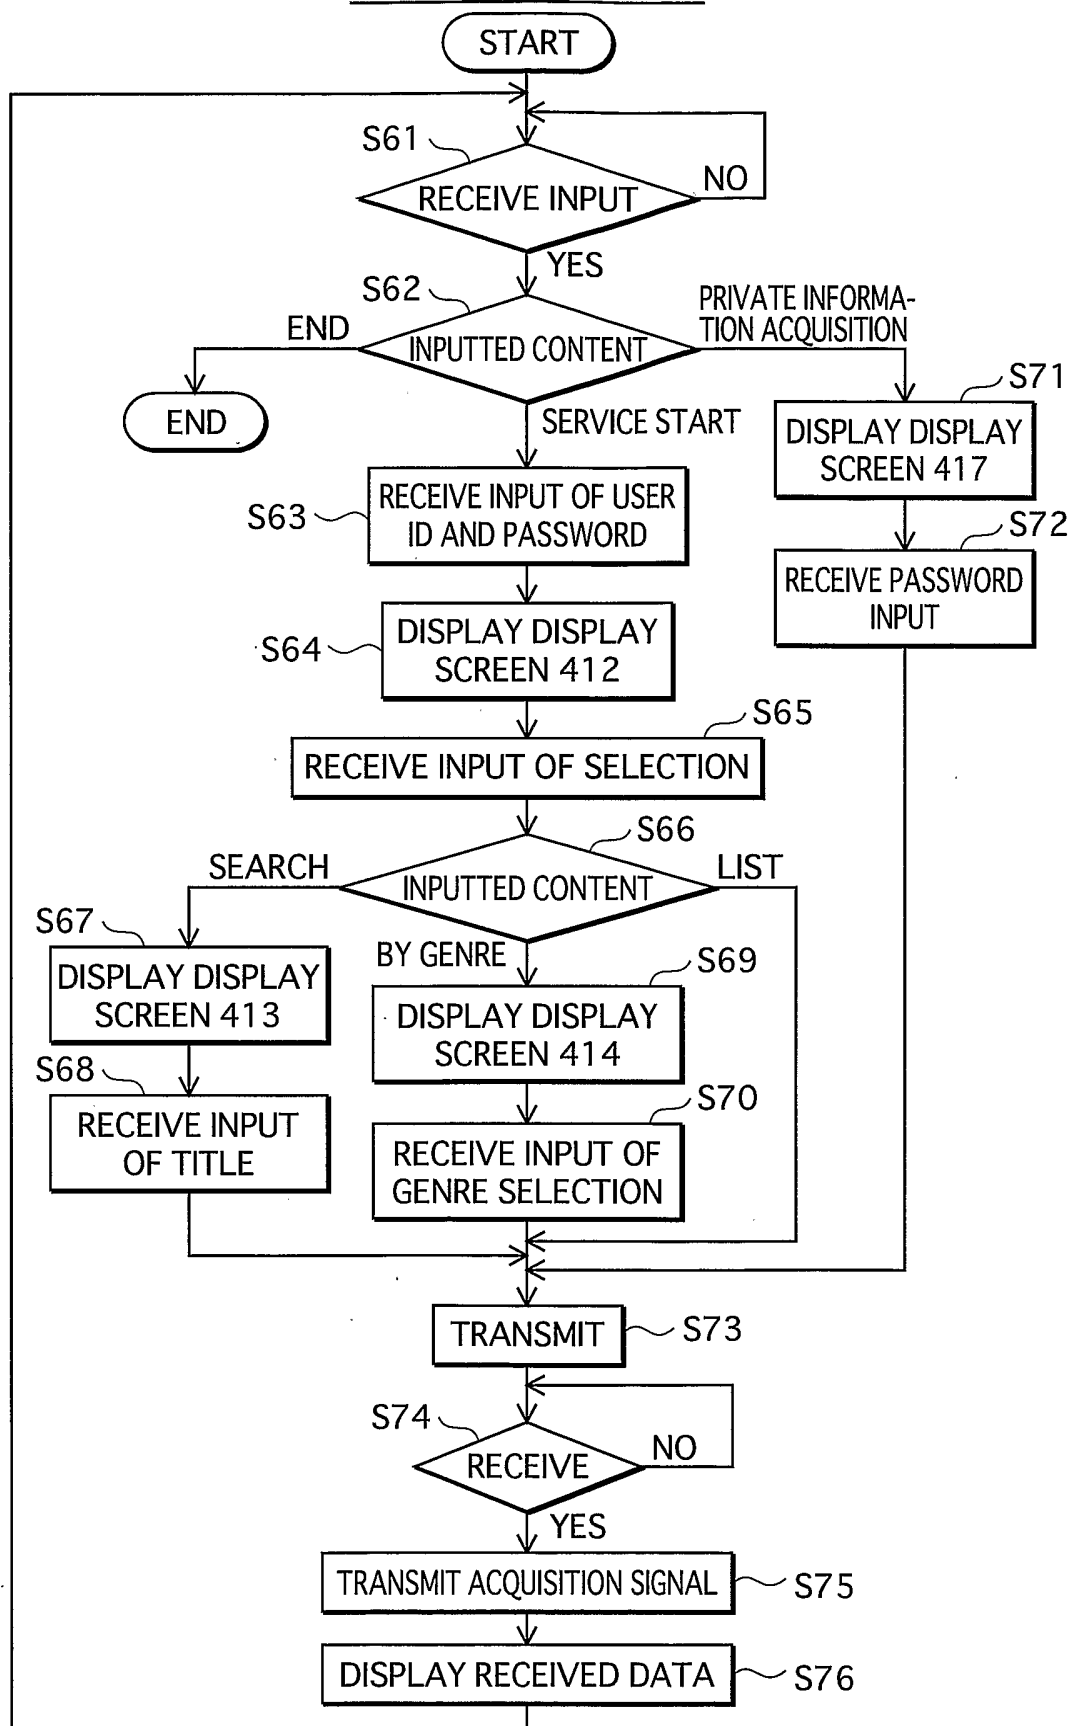 START
S61
RECEIVE INPUT
NO
YES
S62
INPUTTED CONTENT
END
PRIVATE INFORMA-
TION ACQUISITION
END
SERVICE START
S71
DISPLAY DISPLAY
SCREEN 417
S63
RECEIVE INPUT OF USER
ID AND PASSWORD
S72
RECEIVE PASSWORD
INPUT
S64
DISPLAY DISPLAY
SCREEN 412
S65
RECEIVE INPUT OF SELECTION
S66
INPUTTED CONTENT
SEARCH
LIST
BY GENRE
S67
DISPLAY DISPLAY
SCREEN 413
S69
DISPLAY DISPLAY
SCREEN 414
S68
RECEIVE INPUT
OF TITLE
S70
RECEIVE INPUT OF
GENRE SELECTION
TRANSMIT
S73
S74
RECEIVE
NO
YES
TRANSMIT ACQUISITION SIGNAL
S75
DISPLAY RECEIVED DATA
S76